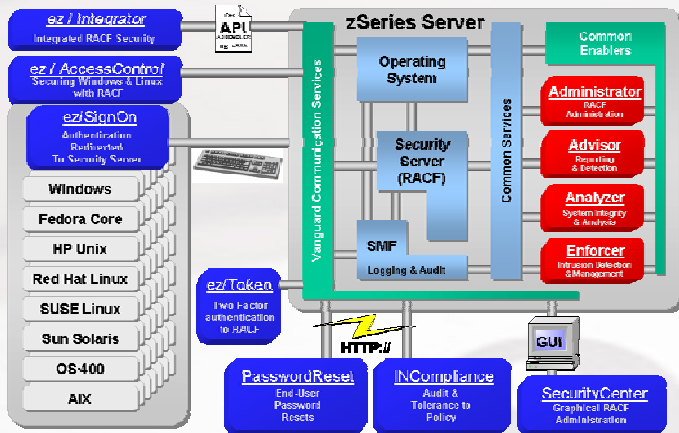 ez / Integrator
Integrated RACF Security
ez / AccessControl
Securing Windows & Linux
with RACF
ez/SignOn
Authentication
Redirected
To Security Server
Windows
Fedora Core
HP Unix
Red Hat Linux
SUSE Linux
Sun Solaris
OS-400
AIX
API
zSeries Server
Vanguard Communication Services
Operating
System
Security
Server
(RACF)
SMF
Logging & Audit
Common Services
Common
Enablers
Administrator
RACF
Administration
Advisor
Reporting
& Detection
Analyzer
System Integrity
& Analysis
Enforcer
Intrusion Detection
& Management
ez/Token
Two Factor
authentication
to RACF
HTTP://
GUI
PasswordReset
End-User
Password
Resets
INCompliance
Audit &
Tolerance to
Policy
SecurityCenter
Graphical RACF
Administration